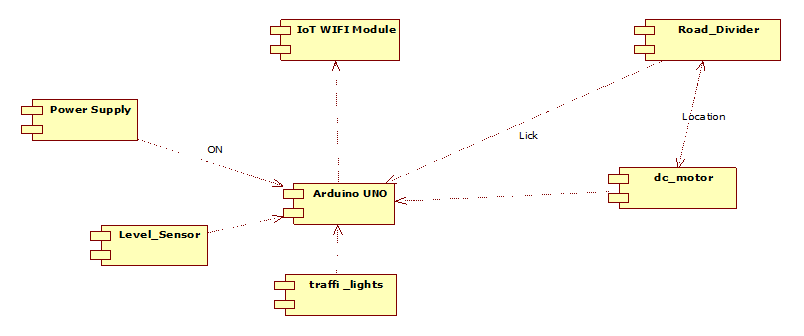 IoT WIFI Module
Road_Divider
Power Supply
Location
Lick
ON
dc_motor
Arduino UNO
Level_Sensor
traffi _lights